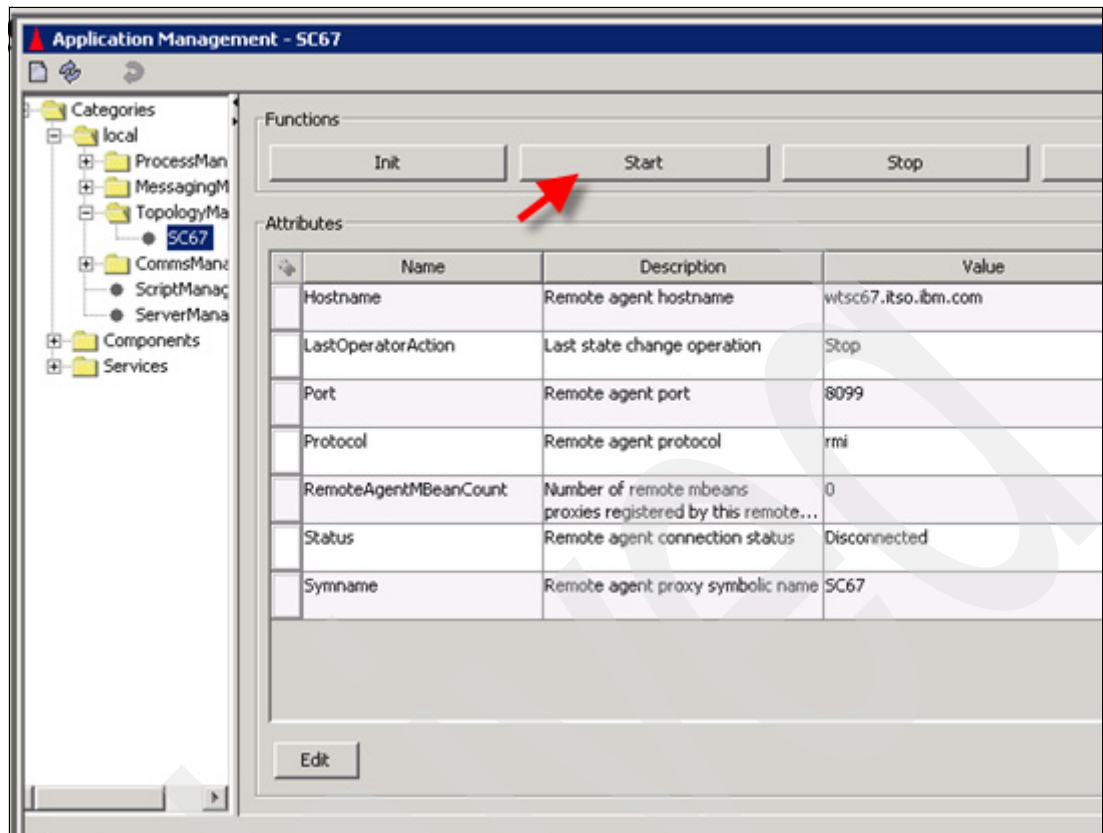 Application Management - SC67
Categories
local
ProcessMan
MessagingM
TopologyMa
SC67
CommsMana
ScriptManag
ServerMana
Components
Services
Functions
Init Start Stop
Attributes
Name Description Value
Hostname Remote agent hostname wtsc67.itso.ibm.com
LastOperatorAction Last state change operation Stop
Port Remote agent port 8099
Protocol Remote agent protocol rmi
RemoteAgentMBeanCount Number of remote mbeans 0
proxies registered by this remote...
Status Remote agent connection status Disconnected
Symname Remote agent proxy symbolic name SC67
Edit